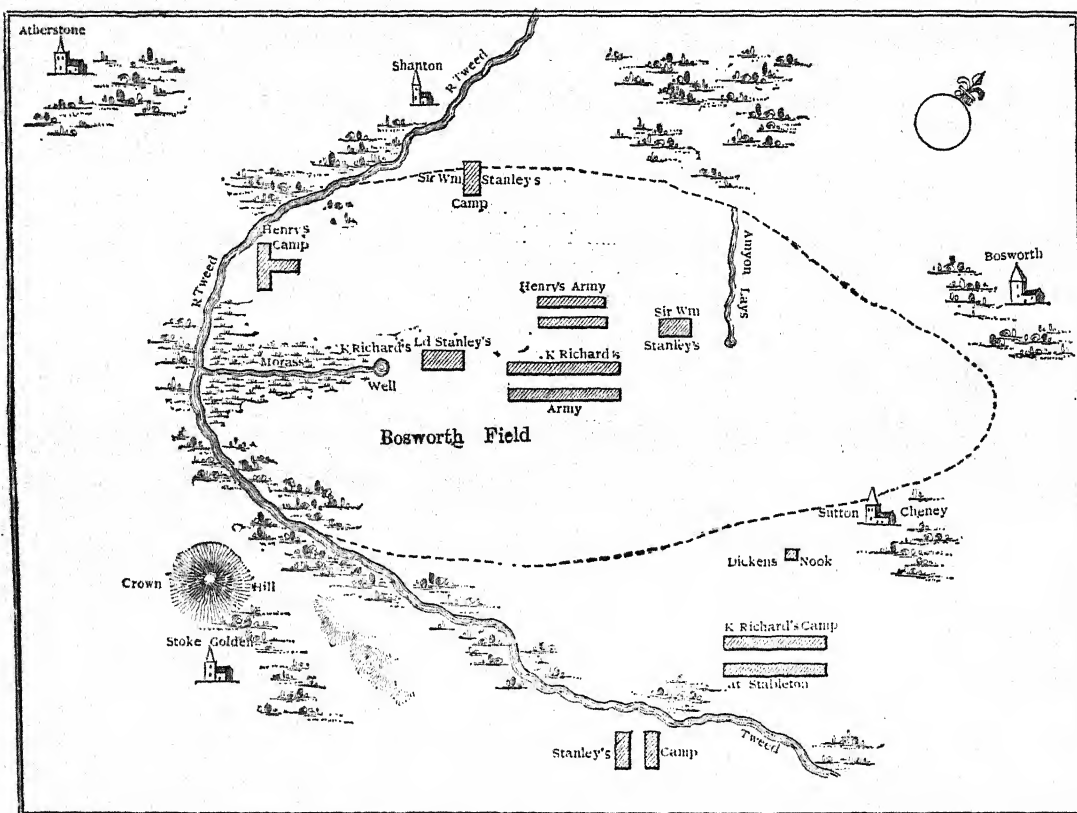 Atherstone
Shanton
R Tweed
Sir Wm Stanley's
Camp
Henry's
Camp
R Tweed
Amyon Lays
Bosworth
Henry's Army
Sir Wm
Stanley's
K Richard's
Well
Ld Stanley's
K Richard's
Army
Morass
Bosworth Field
Sutton Cheney
Dickens Nook
Crown Hill
Stoke Golden
K Richard's Camp
at Stableton
Stanley's Camp
Tweed